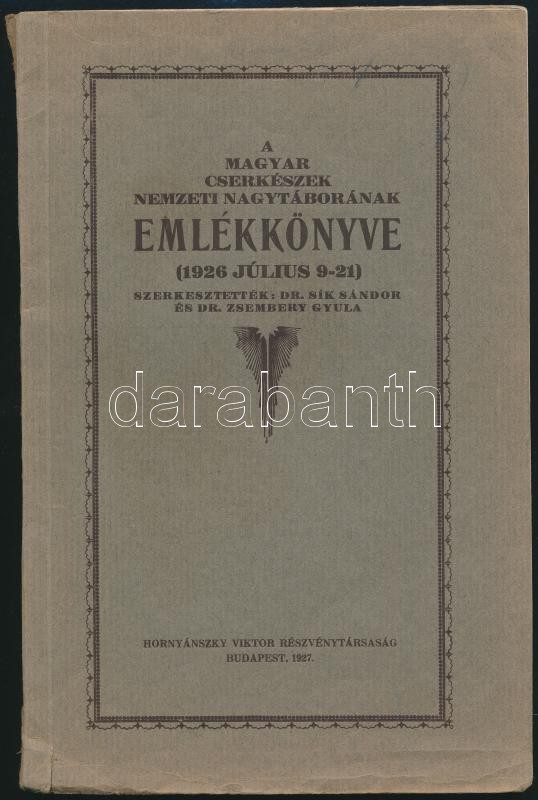 A
MAGYAR
CSERKÉSZEK
NEMZETI NAGYTÁBORÁNAK
EMLÉKKÖNYVE
(1926 JÚLIUS 9-21)
SZERKESZTETTÉK: DR. SÍK SÁNDOR
ÉS DR. ZSEMBERY GYULA
darabanth
HORNYÁNSZKY VIKTOR RÉSZVÉNYTÁRSASÁG
BUDAPEST, 1927.